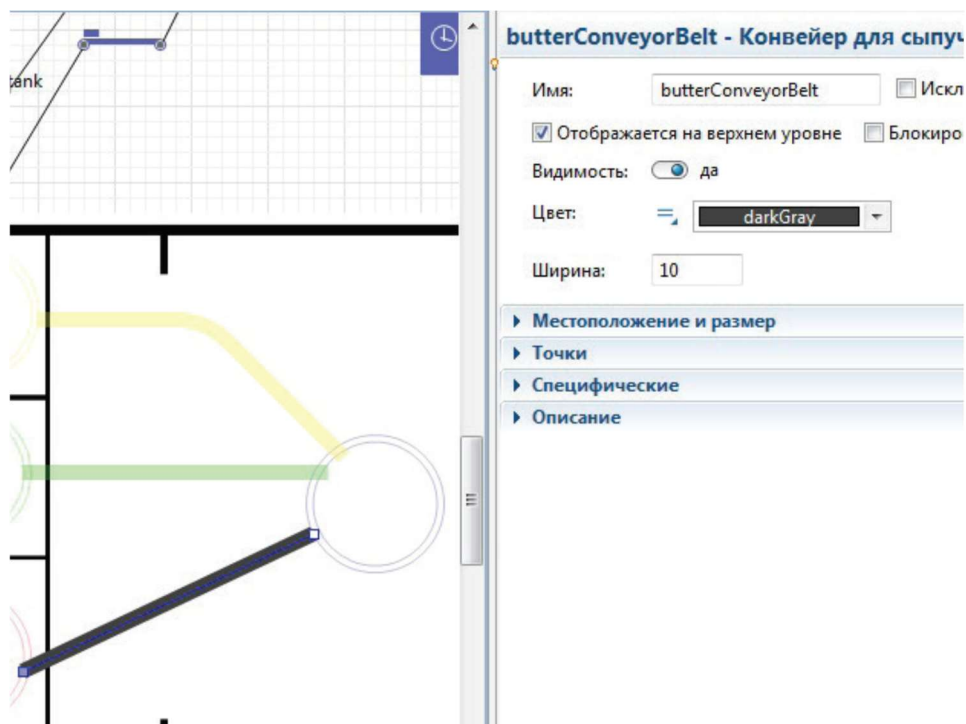 tank
butterConveyorBelt - Конвейер для сыпуч
Имя: butterConveyorBelt Искл
Отображается на верхнем уровне Блокиро
Видимость: да
Цвет: darkGray
Ширина: 10
Местоположение и размер
Точки
Специфические
Описание